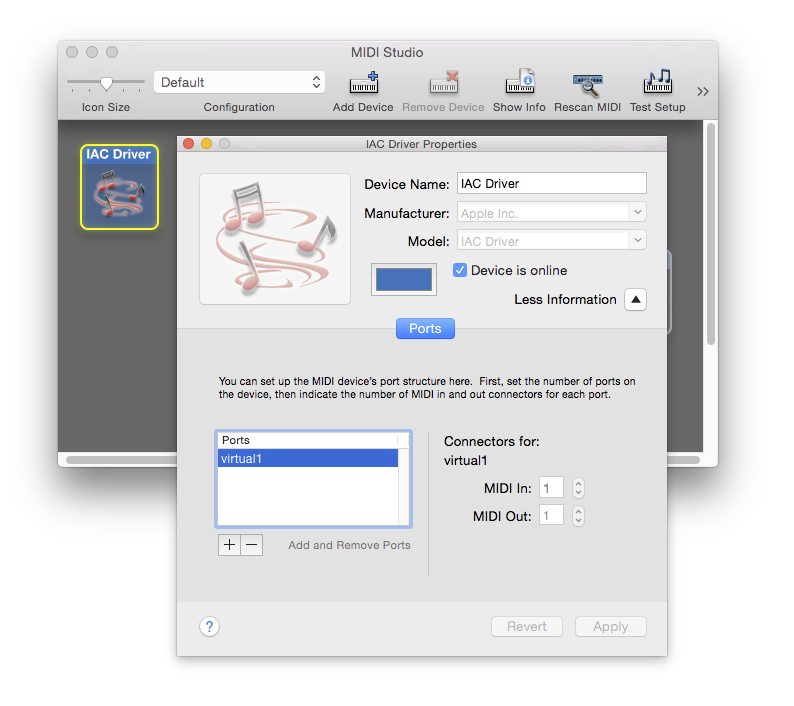 MIDI Studio
Default
Icon Size
Configuration
Add Device
Remove Device
Show Info
Rescan MIDI
Test Setup
IAC Driver
IAC Driver Properties
Device Name: IAC Driver
Manufacturer: Apple Inc.
Model: IAC Driver
Device is online
Less Information
Ports
You can set up the MIDI device's port structure here. First, set the number of ports on
the device, then indicate the number of MIDI in and out connectors for each port.
Ports
virtual1
Add and Remove Ports
Connectors for:
virtual1
MIDI In: 1
MIDI Out: 1
?
Revert
Apply